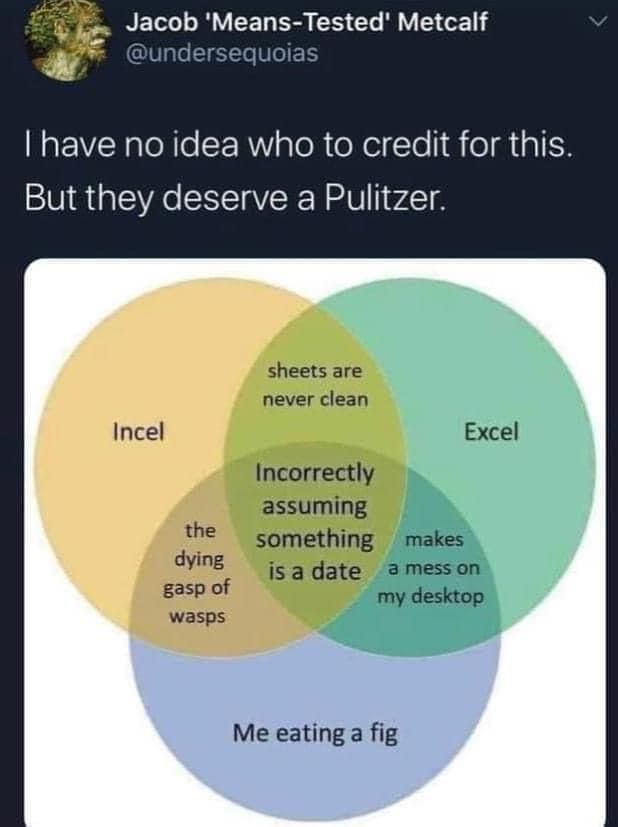 Jacob 'Means-Tested' Metcalf
@undersequoias
I have no idea who to credit for this.
But they deserve a Pulitzer.
sheets are
never clean
Incel
Excel
Incorrectly
assuming
something
is a date
the
dying
gasp of
wasps
makes
a mess on
my desktop
Me eating a fig